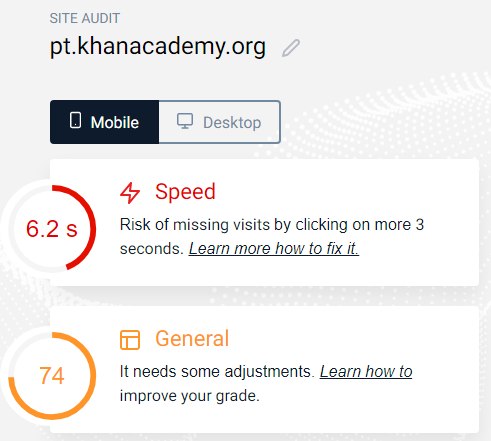 SITE AUDIT
pt.khanacademy.org
Mobile
Desktop
Speed
6.2 s
Risk of missing visits by clicking on more 3
seconds. Learn more how to fix it.
General
74
It needs some adjustments. Learn how to
improve your grade.